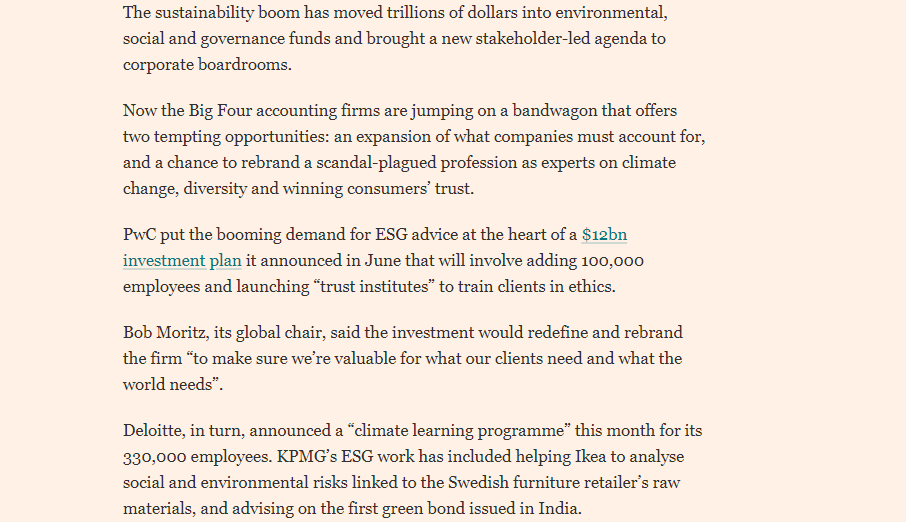 The sustainability boom has moved trillions of dollars into environmental,
social and governance funds and brought a new stakeholder-led agenda to
corporate boardrooms.
Now the Big Four accounting firms are jumping on a bandwagon that offers
two tempting opportunities: an expansion of what companies must account for,
and a chance to rebrand a scandal-plagued profession as experts on climate
change, diversity and winning consumers’ trust.
PwC put the booming demand for ESG advice at the heart of a $12bn
investment plan it announced in June that will involve adding 100,000
employees and launching “trust institutes” to train clients in ethics.
Bob Moritz, its global chair, said the investment would redefine and rebrand
the firm “to make sure we’re valuable for what our clients need and what the
world needs”.
Deloitte, in turn, announced a “climate learning programme” this month for its
330,000 employees. KPMG’s ESG work has included helping Ikea to analyse
social and environmental risks linked to the Swedish furniture retailer’s raw
materials, and advising on the first green bond issued in India.